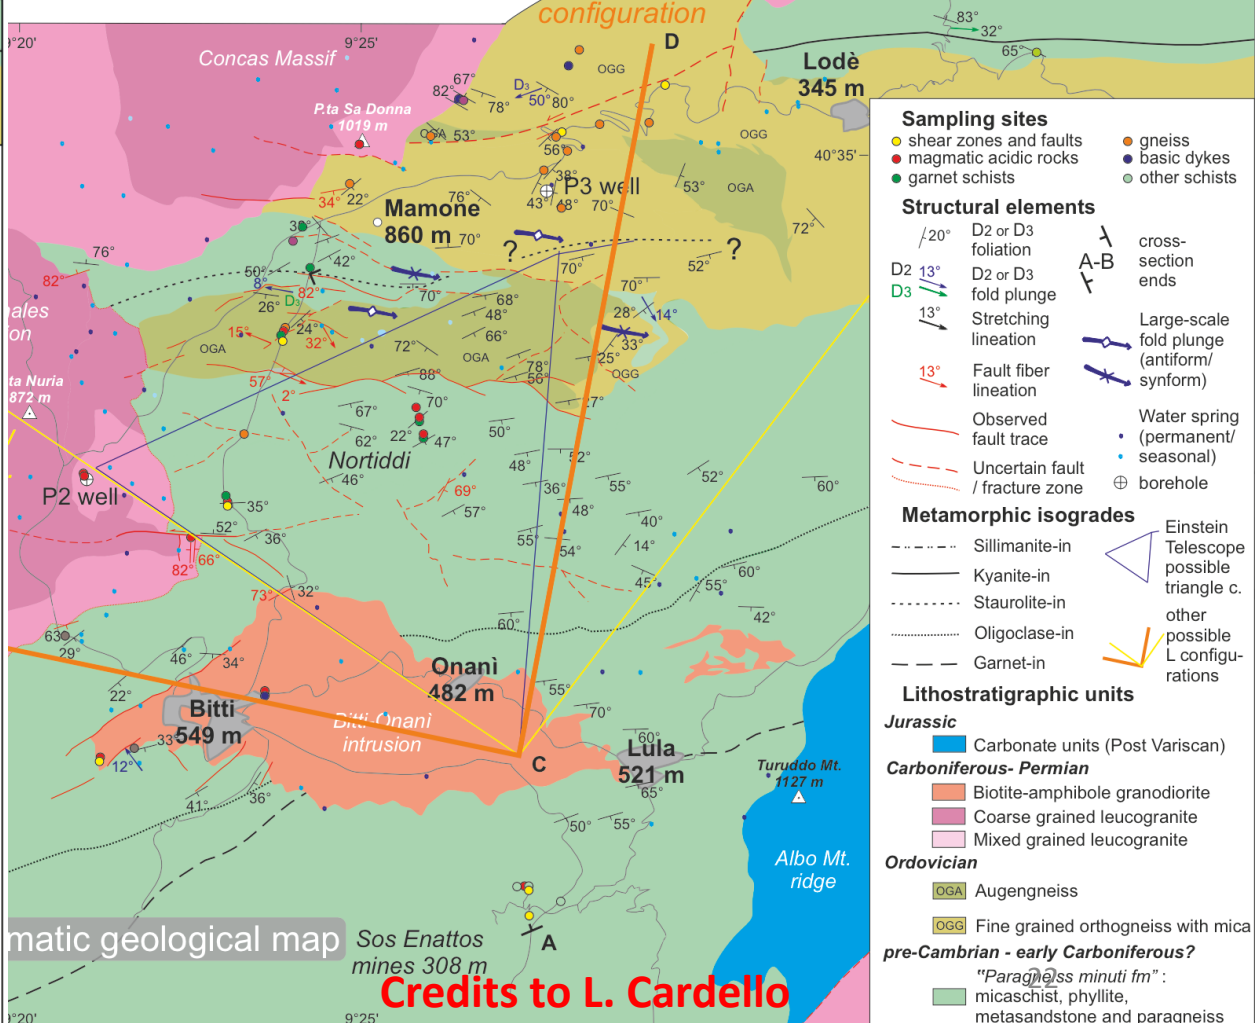 configuration
9°20'
9°25'
D
Concas Massif
P.ta Sa Donna
1019 m
Lodè
345 m
83°
32°
65°
67°
82°
78°
D3
50°
80°
OGG
OGA
53°
56°
OGG
40°35'
38°
P3 well
43°
48°
70°
53°
OGA
34°
22°
76°
Mamone
860 m
72°
38°
70°
?
?
76°
42°
50°
8°
82°
70°
70°
52°
82°
D3
26°
70°
68°
48°
28°
14°
15°
24°
32°
66°
33°
OGA
72°
OGA
25°
78°
56°
OGG
57°
88°
2°
ta Nuria
872 m
67°
70°
27°
62°
22°
47°
50°
Nortiddi
46°
48°
52°
52°
60°
P2 well
69°
36°
55°
35°
57°
48°
40°
52°
36°
55°
54°
14°
66°
82°
45°
60°
55°
73°
32°
60°
42°
63°
29°
46°
34°
Onanì
482 m
22°
55°
70°
Bitti
549 m
Bitti-Onanì
intrusion
33°
12°
C
60°
Lula
521 m
65°
Turuddo Mt.
1127 m
41°
36°
50°
55°
Albo Mt.
ridge
A
matic geological map
Sos Enattos
mines 308 m
Credits to L. Cardello
9°20'
9°25'
Sampling sites
shear zones and faults
gneiss
magmatic acidic rocks
basic dykes
garnet schists
other schists
Structural elements
20°
D2 or D3
foliation
A-B
cross-
section
ends
D2
D3
13°
D2 or D3
fold plunge
13°
Stretching
lineation
Large-scale
fold plunge
(antiform/
synform)
13°
Fault fiber
lineation
Observed
fault trace
Water spring
(permanent/
seasonal)
Uncertain fault
/ fracture zone
borehole
Metamorphic isogrades
Sillimanite-in
Kyanite-in
Staurolite-in
Oligoclase-in
Garnet-in
Einstein
Telescope
possible
triangle c.
other
possible
L configu-
rations
Lithostratigraphic units
Jurassic
Carbonate units (Post Variscan)
Carboniferous- Permian
Biotite-amphibole granodiorite
Coarse grained leucogranite
Mixed grained leucogranite
Ordovician
OGA
Augengneiss
OGG
Fine grained orthogneiss with mica
pre-Cambrian - early Carboniferous?
"Paragneiss minuti fm" :
22
micaschist, phyllite,
metasandstone and paragneiss